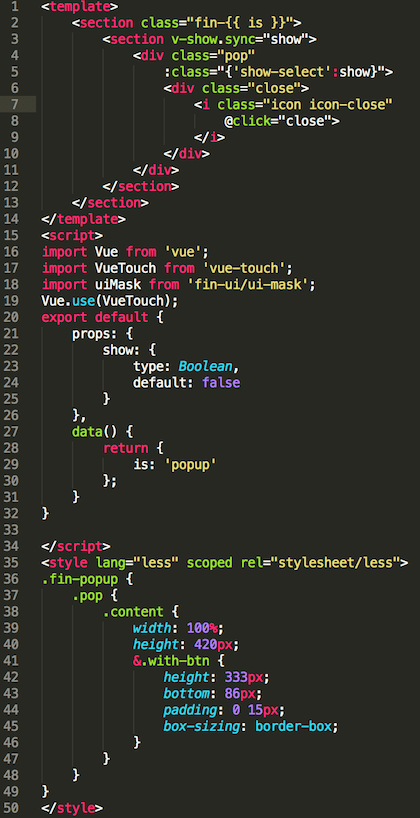 1 <template>
2     <section class="fin-{{ is }}">
3         <section v-show.sync="show">
4             <div class="pop"
5                 :class="{'show-select':show}">
6                 <div class="close">
7                     <i class="icon icon-close"
8                         @click="close">
9                     </i>
10                 </div>
11             </div>
12         </section>
13     </section>
14 </template>
15 <script>
16 import Vue from 'vue';
17 import VueTouch from 'vue-touch';
18 import uiMask from 'fin-ui/ui-mask';
19 Vue.use(VueTouch);
20 export default {
21     props: {
22         show: {
23             type: Boolean,
24             default: false
25         }
26     },
27     data() {
28         return {
29             is: 'popup'
30         };
31     }
32 }
33
34 </script>
35 <style lang="less" scoped rel="stylesheet/less">
36 .fin-popup {
37     .pop {
38         .content {
39             width: 100%;
40             height: 420px;
41             &.with-btn {
42                 height: 333px;
43                 bottom: 86px;
44                 padding: 0 15px;
45                 box-sizing: border-box;
46             }
47         }
48     }
49 }
50 </style>